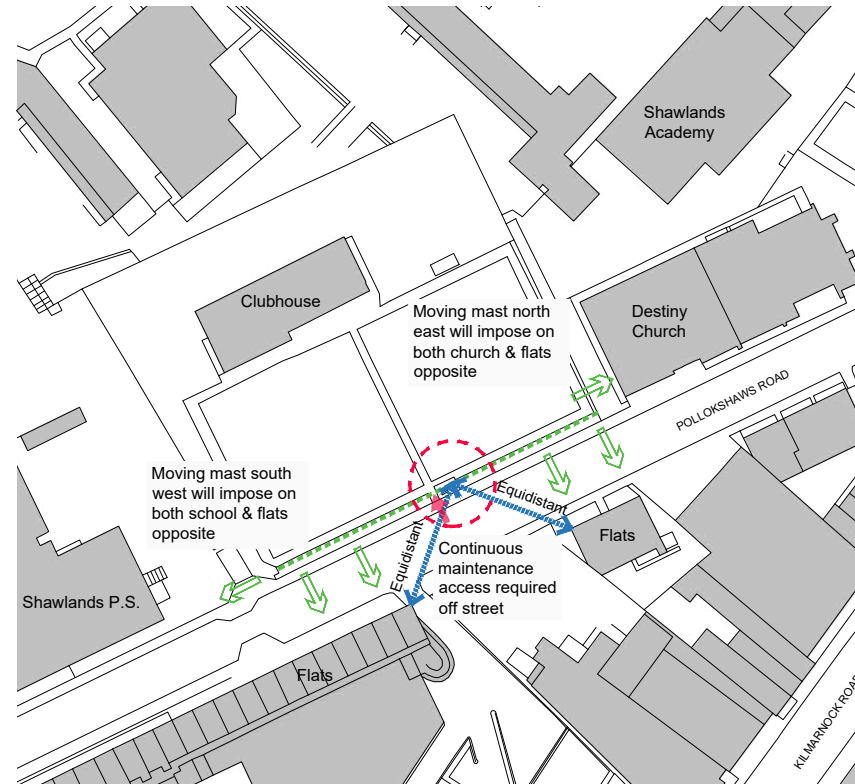 Shawlands
Academy
Clubhouse
Moving mast north
east will impose on
both church & flats
opposite
Destiny
Church
POLLOKSHAWS ROAD
Moving mast south
west will impose on
both school & flats
opposite
Equidistant
Equidistant
Flats
Continuous
maintenance
access required
off street
Shawlands P.S.
Flats
KILMARNOCK ROAD